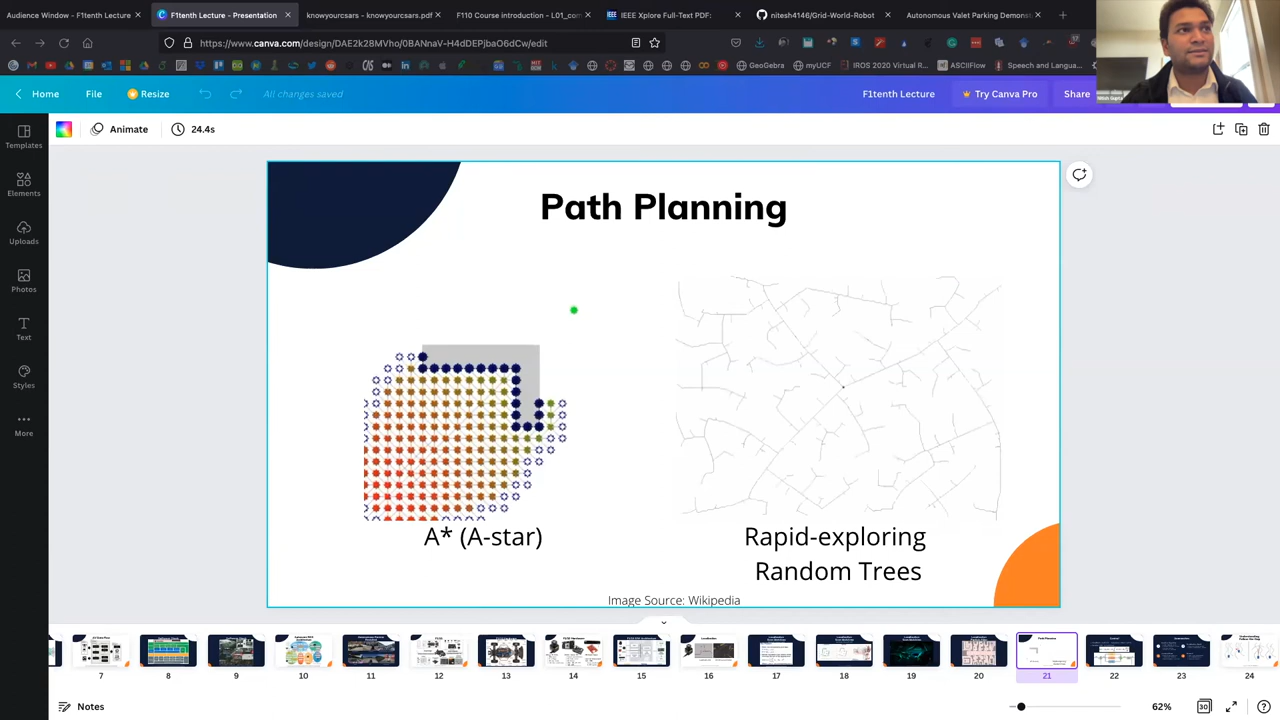 Audience Window - F1tenth Lecture
F1tenth Lecture - Presentation
knowyourcsars - knowyoursars.pdf
F110 Course introduction - L01_com
IEEE Xplore Full-Text PDF:
nitesh4146/Grid-World-Robot
Autonomous Valet Parking Demonst
https://www.canva.com/design/DAE2k28MVho/0BANnaV-H4dDEPJbaO6dCw/edit
GeoGebra
myUCF
IROS 2020 Virtual R...
ASCIIFlow
Speech and Langua...
Home
File
Resize
All changes saved
F1tenth Lecture
Try Canva Pro
Share
Templates
Elements
Uploads
Photos
Text
Styles
More
Animate
24.4s
Path Planning
A* (A-star)
Rapid-exploring
Random Trees
Image Source: Wikipedia
7
8
9
10
11
12
13
14
15
16
17
18
19
20
21
22
23
24
Notes
62%
30